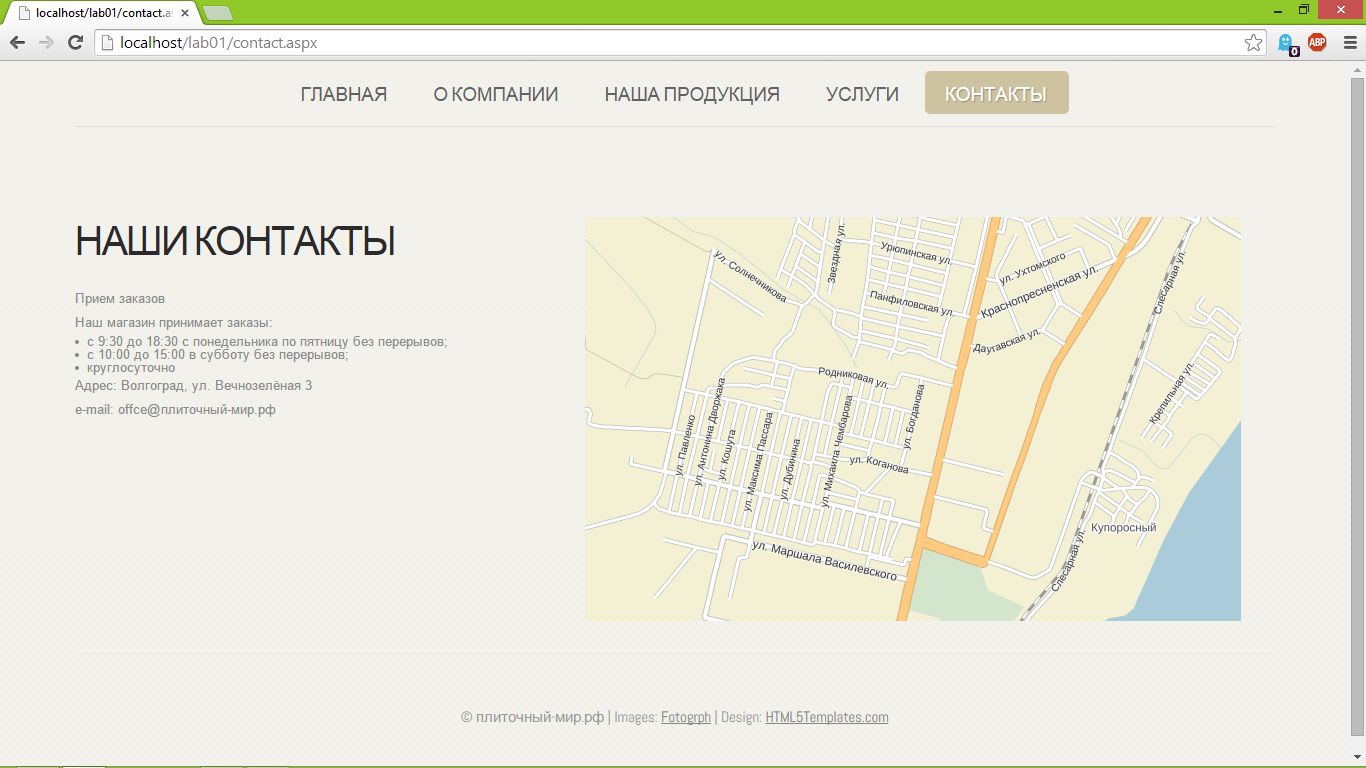 localhost/lab01/contact.as
localhost/lab01/contact.aspx
ABP
0
ГЛАВНАЯ О КОМПАНИИ НАША ПРОДУКЦИЯ УСЛУГИ КОНТАКТЫ
НАШИ КОНТАКТЫ
Прием заказов
Наш магазин принимает заказы:
• с 9:30 до 18:30 с понедельника по пятницу без перерывов;
• с 10:00 до 15:00 в субботу без перерывов;
• круглосуточно
Адрес: Волгоград, ул. Вечнозелёная 3
e-mail: offce@плиточный-мир.рф
ул. Солнечникова
Звездная ул.
Урюпинская ул.
Панфиловская ул.
ул. Ухтомского
Краснопресненская ул.
Даугавская ул.
Слесарная ул.
Крепильная ул.
Родниковая ул.
ул. Павленко
ул. Антонина Дворжака
ул. Кошута
ул. Максима Пассара
ул. Дубинина
ул. Михаила Чембарова
ул. Богданова
ул. Коганова
ул. Маршала Василевского
Купоросный
Слесарная ул.
© плиточный-мир.рф | Images: Fotogrph | Design: HTML5Templates.com